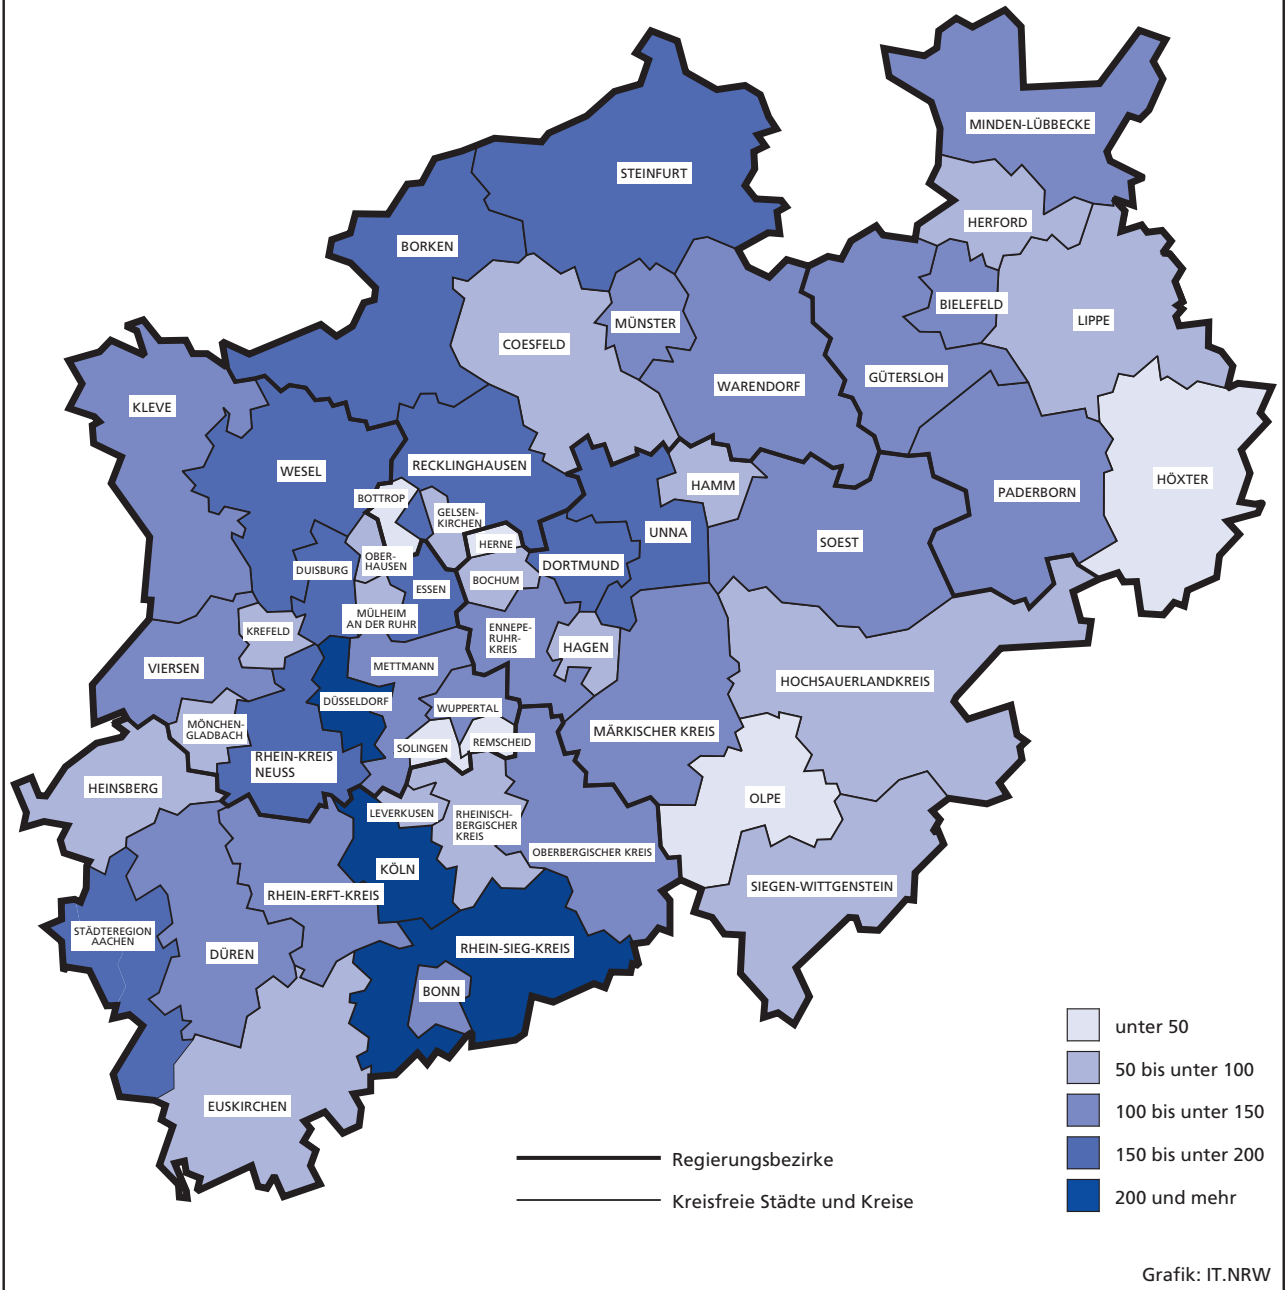 MINDEN-LÜBBECKE
STEINFURT
HERFORD
BORKEN
BIELEFELD
LIPPE
MÜNSTER
COESFELD
GÜTERSLOH
WARENDORF
KLEVE
RECKLINGHAUSEN
WESEL
HÖXTER
HAMM
PADERBORN
BOTTROP
GELSEN-
KIRCHEN
UNNA
SOEST
HERNE
OBER-
HAUSEN
DORTMUND
DUISBURG
BOCHUM
ESSEN
MÜLHEIM
AN DER RUHR
KREFELD
ENNEPE-
RUHR-
KREIS
HAGEN
VIERSEN
METTMANN
HOCHSAUERLANDKREIS
DÜSSELDORF
WUPPERTAL
MÖNCHEN-
GLADBACH
MÄRKISCHER KREIS
SOLINGEN
REMSCHEID
RHEIN-KREIS
NEUSS
HEINSBERG
OLPE
LEVERKUSEN
RHEINISCH-
BERGISCHER
KREIS
OBERBERGISCHER KREIS
KÖLN
SIEGEN-WITTGENSTEIN
RHEIN-ERFT-KREIS
STÄDTEREGION
AACHEN
DÜREN
RHEIN-SIEG-KREIS
BONN
EUSKIRCHEN
unter 50
50 bis unter 100
100 bis unter 150
150 bis unter 200
200 und mehr
Regierungsbezirke
Kreisfreie Städte und Kreise
Grafik: IT.NRW